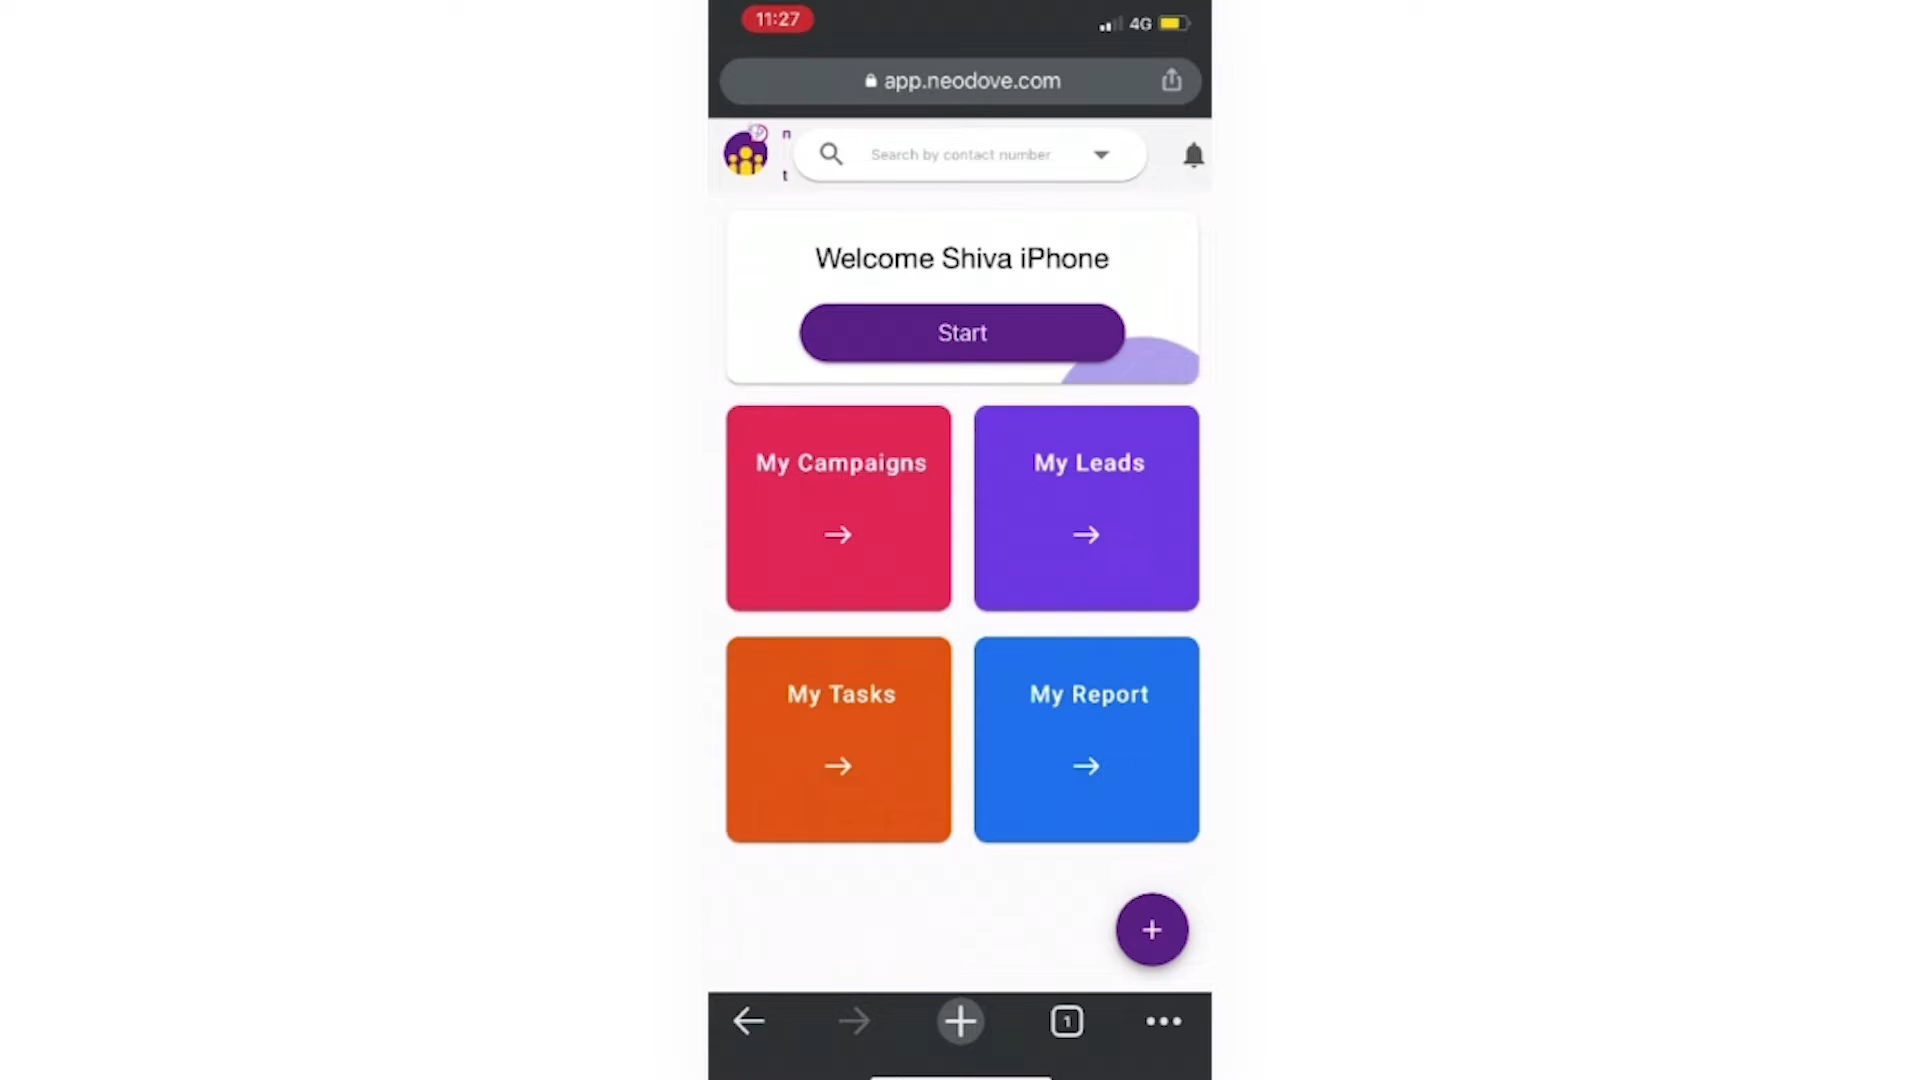 11:27
4G
app.neodove.com
n
t
Search by contact number
Welcome Shiva iPhone
Start
My Campaigns
My Leads
My Tasks
My Report
1